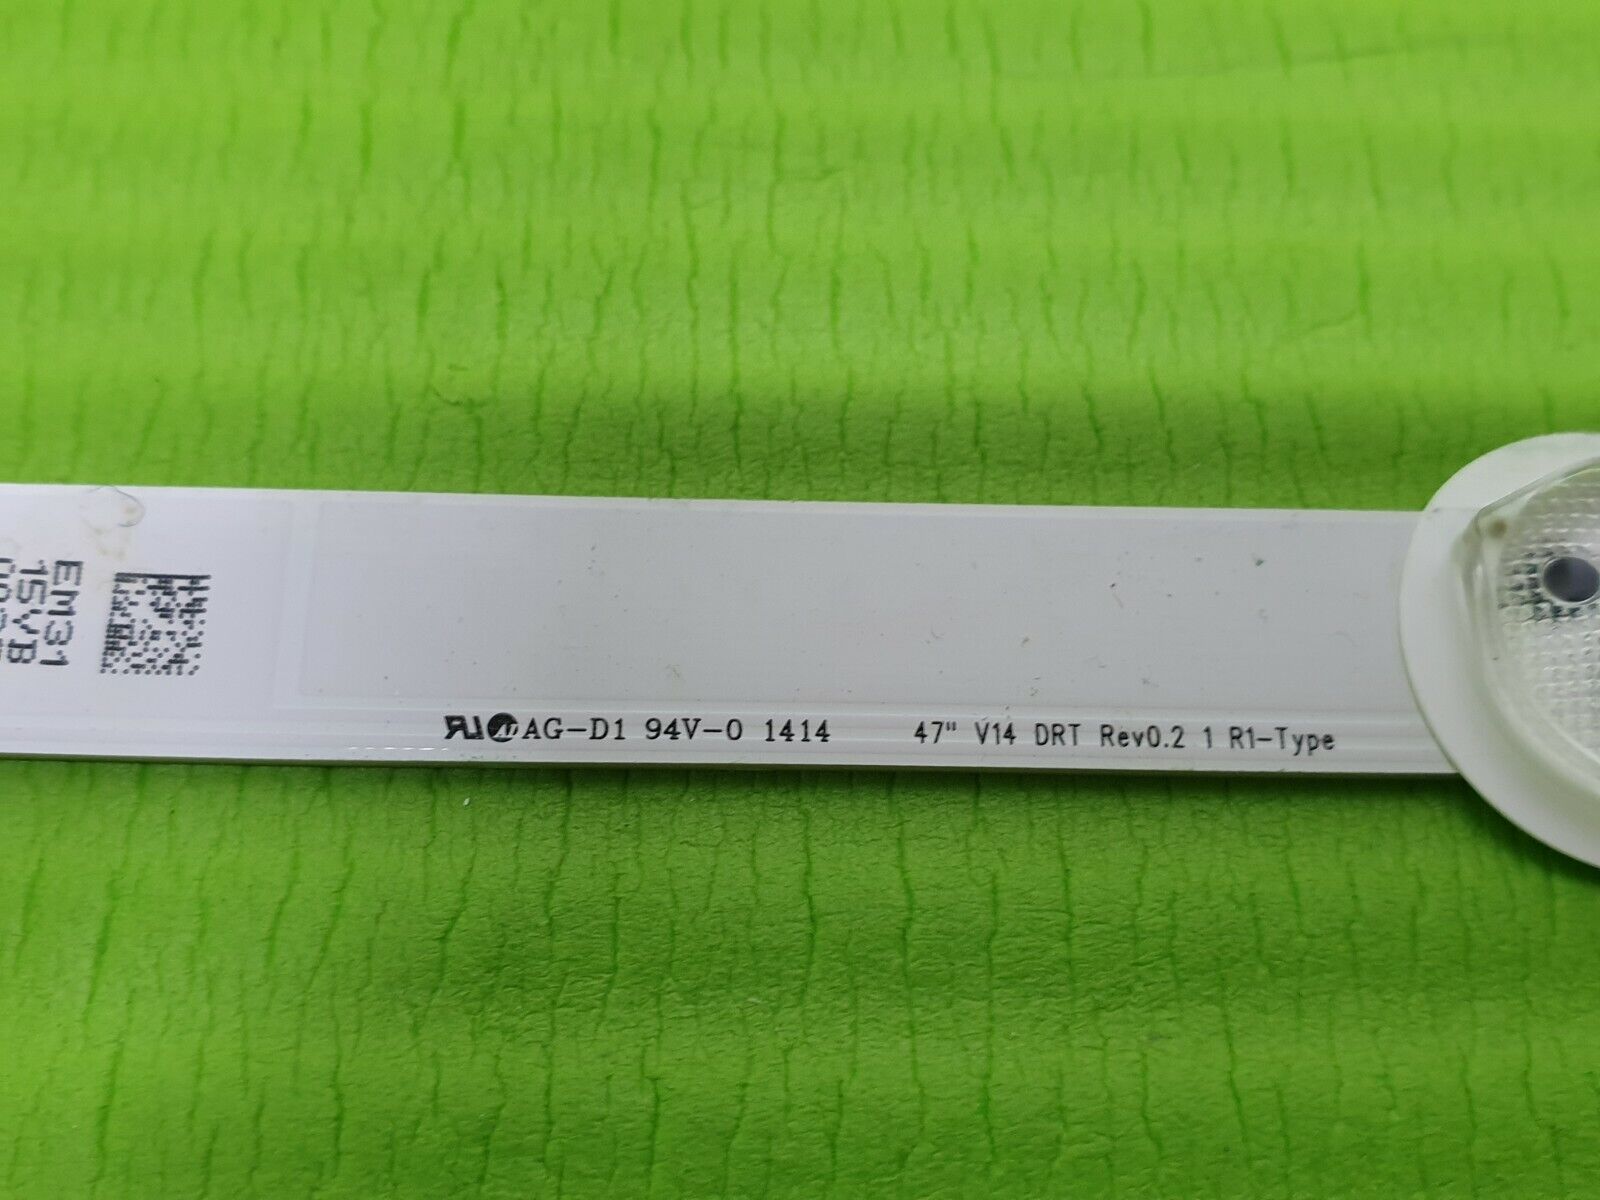 EM31
15VB
AG-D1 94V-0 1414 47" V14 DRT Rev0.2 1 R1-Type